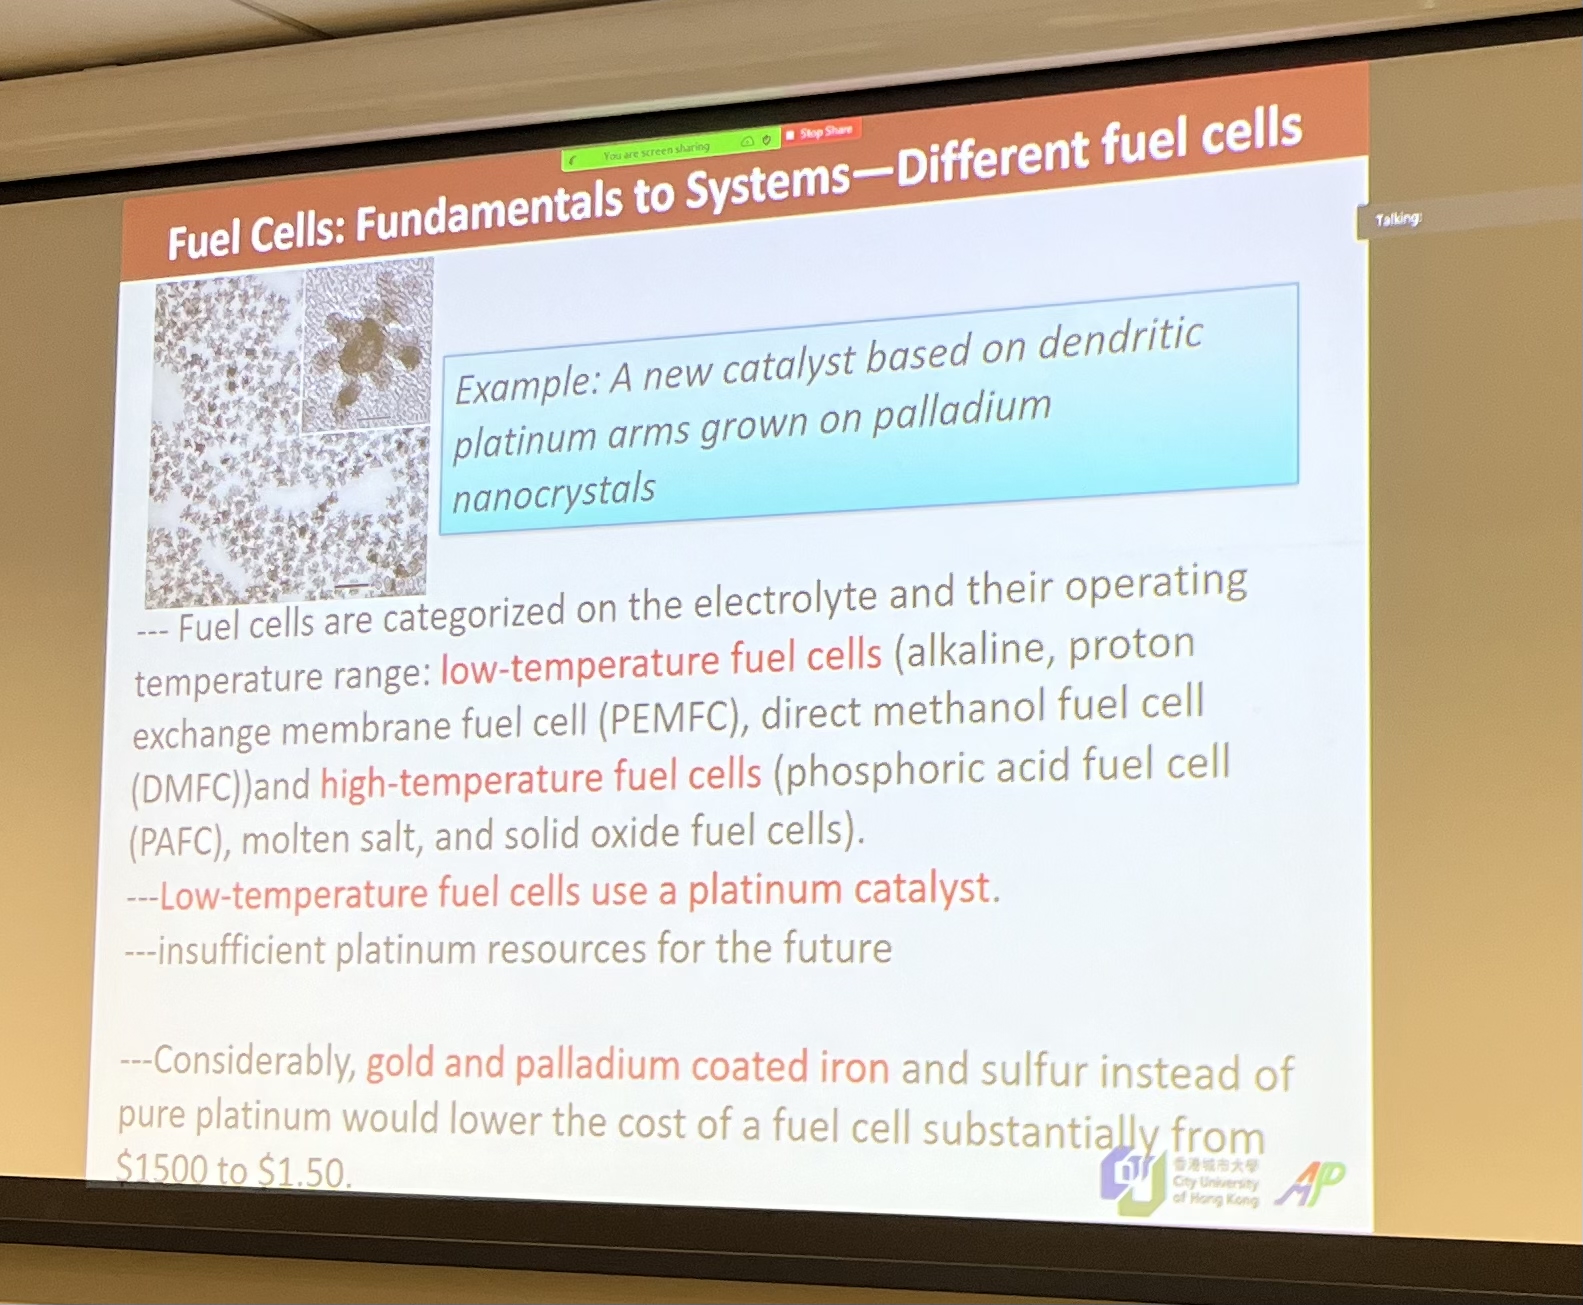 You are screen sharing
Stop Share
Fuel Cells: Fundamentals to Systems—Different fuel cells
Talking:
Example: A new catalyst based on dendritic
platinum arms grown on palladium
nanocrystals
--- Fuel cells are categorized on the electrolyte and their operating
temperature range: low-temperature fuel cells (alkaline, proton
exchange membrane fuel cell (PEMFC), direct methanol fuel cell
(DMFC))and high-temperature fuel cells (phosphoric acid fuel cell
(PAFC), molten salt, and solid oxide fuel cells).
---Low-temperature fuel cells use a platinum catalyst.
---insufficient platinum resources for the future
---Considerably, gold and palladium coated iron and sulfur instead of
pure platinum would lower the cost of a fuel cell substantially from
$1500 to $1.50.
香港城市大學
City University
of Hong Kong
AP